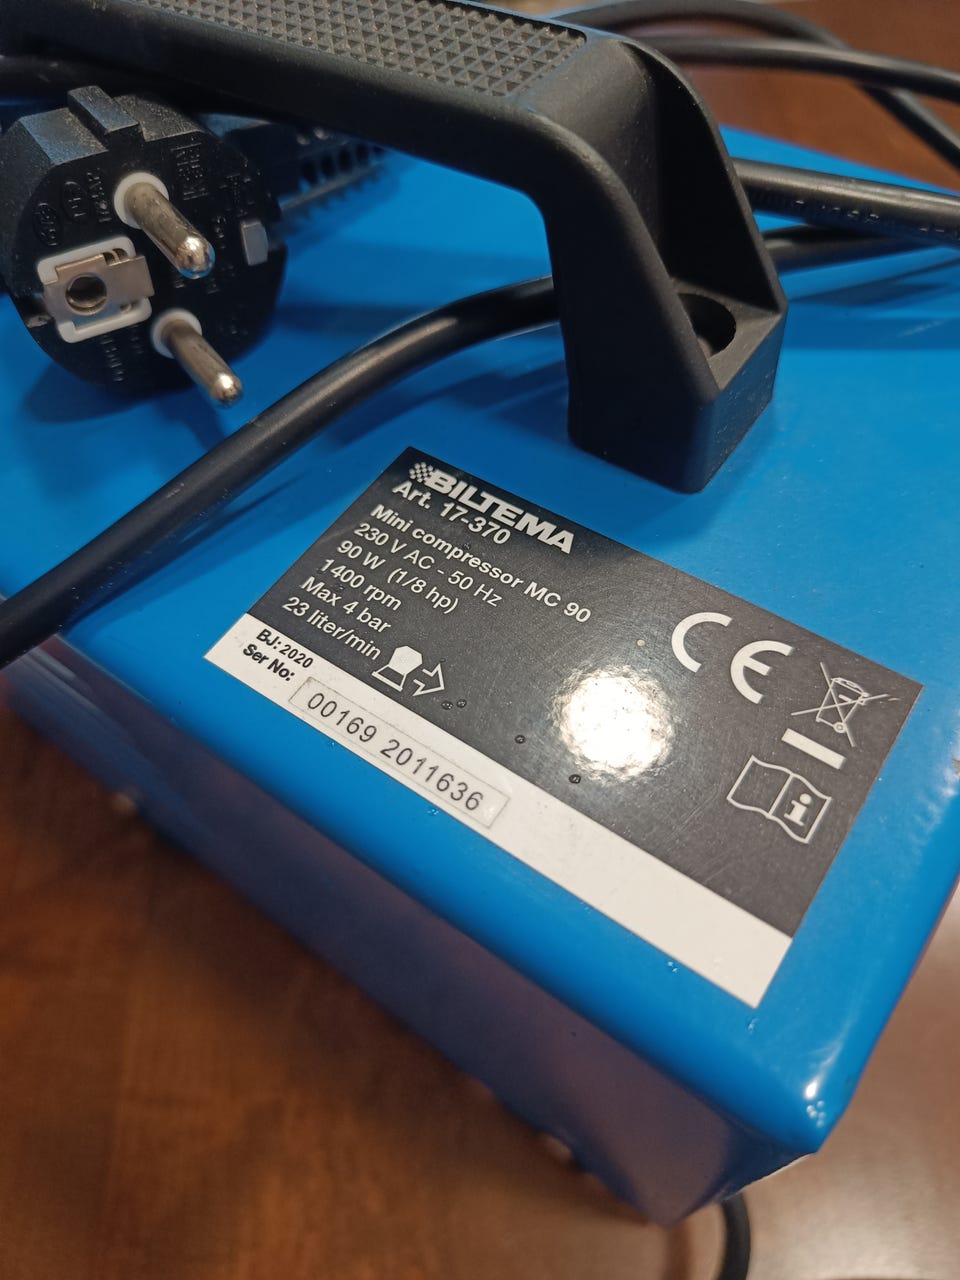 BILTEMA
Art. 17-370
Mini compressor MC 90
230 V AC - 50 Hz
90 W (1/8 hp)
1400 rpm
Max 4 bar
23 liter/min
CE
i
BJ: 2020
Ser No:
00169 2011636